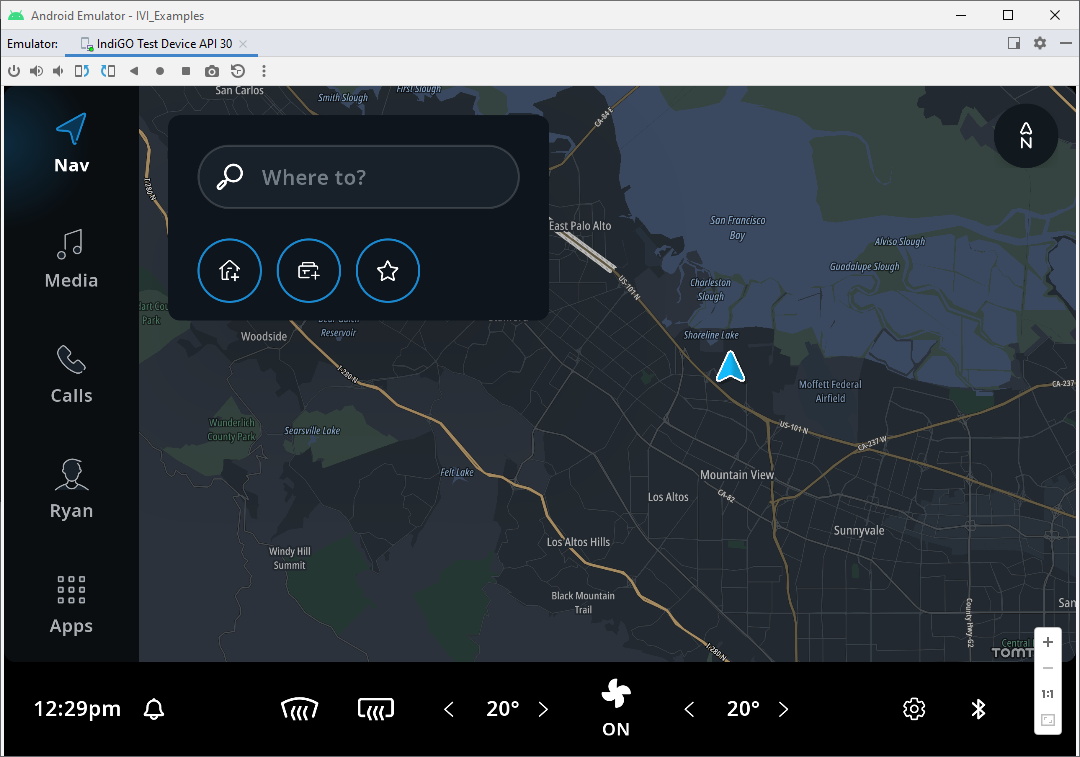 Android Emulator - IVI_Examples
Emulator:
IndiGO Test Device API 30
San Carlos
Smith Slough
First Slough
CA-84 E
Nav
N
Where to?
I-280 N
East Palo Alto
San Francisco
Bay
Alviso Slough
Guadalupe Slough
Media
US-101 N
Charleston
Slough
Park
Reservoir
Woodside
Shoreline Lake
I-280 N
Calls
Moffett Federal
Airfield
CA-237
Wunderlich
County Park
Searsville Lake
US-101 N
CA-237 W
Felt Lake
Mountain View
Los Altos
CA-82
Ryan
Sunnyvale
Los Altos Hills
Windy Hill
Summit
Black Mountain
Trail
County Hwy-G2
San
Apps
Central
I-280 N
TOMT
1:1
12:29pm
20°
ON
20°